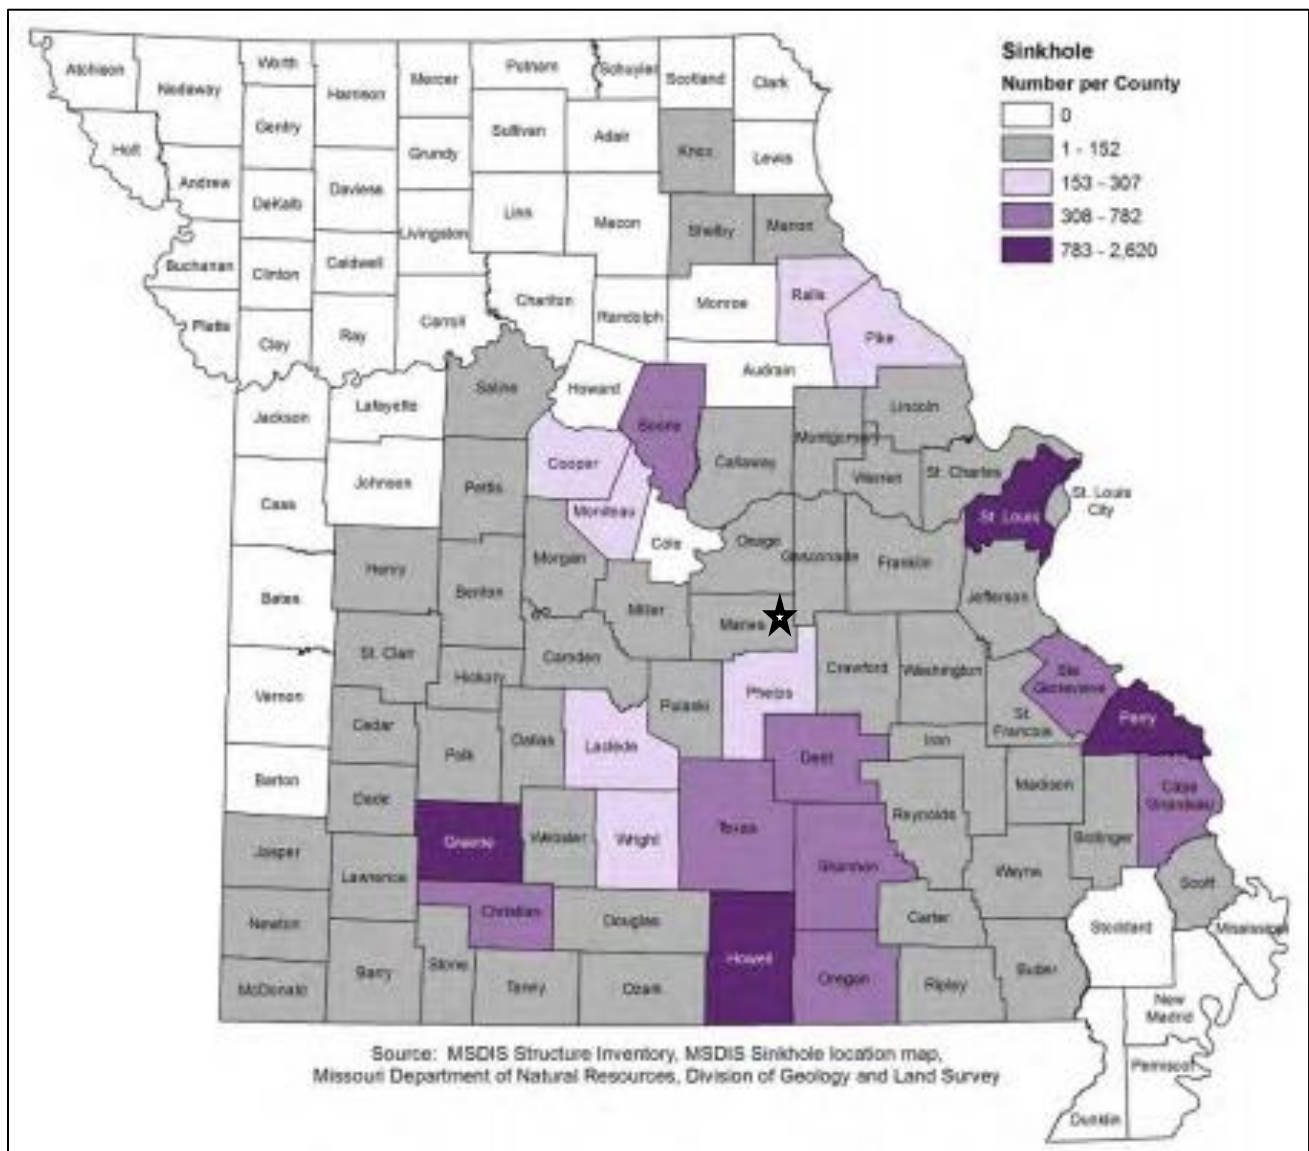 Sinkhole
Number per County
0
1 - 152
153 - 307
308 - 782
783 - 2,620
Atchison
Nodaway
Worth
Harrison
Mercer
Putnam
Schuyler
Scotland
Clark
Gentry
Holt
Andrew
DeKalb
Daviess
Grundy
Sullivan
Adair
Knox
Lewis
Livingston
Linn
Macon
Shelby
Marion
Buchanan
Clinton
Caldwell
Platte
Clay
Ray
Carroll
Chariton
Randolph
Monroe
Ralls
Pike
Jackson
Lafayette
Saline
Howard
Boone
Audrain
Callaway
Montgomery
Lincoln
Warren
St. Charles
St. Louis
St. Louis
City
Cass
Johnson
Pettis
Cooper
Moniteau
Cole
Osage
Gasconade
Franklin
Jefferson
Bates
Henry
Benton
Morgan
Miller
Maries
Vernon
St. Clair
Hickory
Camden
Pulaski
Phelps
Crawford
Washington
St.
Francois
Ste
Genevieve
Perry
Barton
Cedar
Polk
Dallas
Laclede
Dent
Iron
Madison
Cape
Girardeau
Jasper
Dade
Greene
Webster
Wright
Texas
Shannon
Reynolds
Wayne
Bollinger
Scott
Newton
Lawrence
Christian
Douglas
Howell
Carter
Stoddard
Mississippi
McDonald
Barry
Stone
Taney
Ozark
Oregon
Ripley
Butler
New
Madrid
Pemiscot
Dunklin
Source: MSDIS Structure Inventory, MSDIS Sinkhole location map,
Missouri Department of Natural Resources, Division of Geology and Land Survey